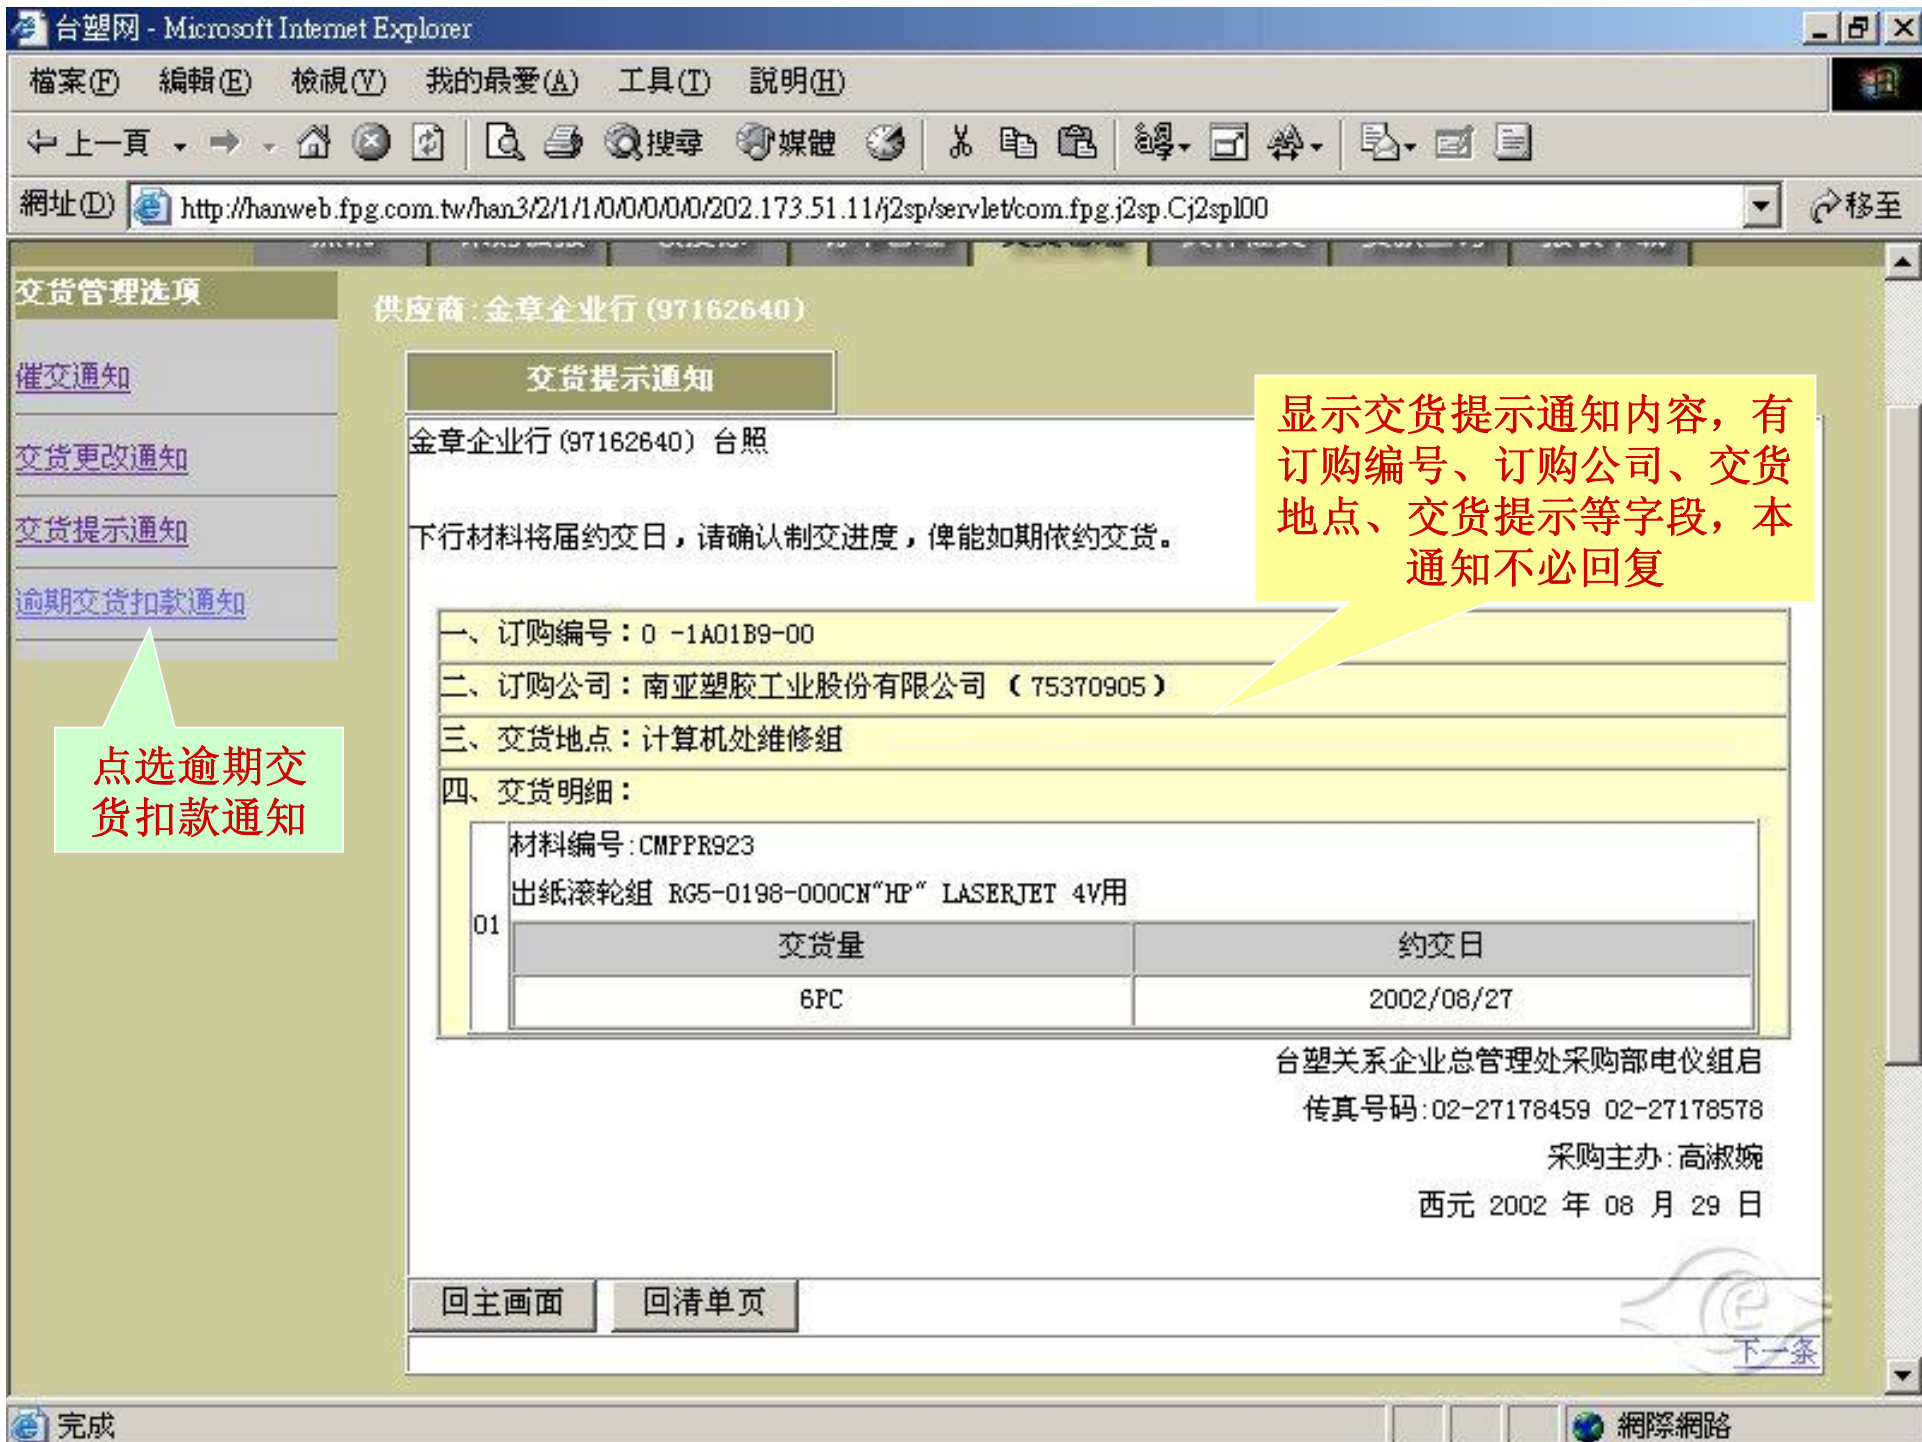 台塑网 - Microsoft Internet Explorer
檔案(F) 編輯(E) 檢視(V) 我的最愛(A) 工具(T) 說明(H)
上一頁 搜尋 媒體
網址(D) http://hanweb.fpg.com.tw/han3/2/1/1/0/0/0/0/0/202.173.51.11/j2sp/servlet/com.fpg.j2sp.Cj2spl00 移至
交货管理选项
催交通知
交货更改通知
交货提示通知
逾期交货扣款通知
点选逾期交
货扣款通知
供应商:金章企业行(97162640)
交货提示通知
金章企业行(97162640) 台照
下行材料将届约交日，请确认制交进度，俾能如期依约交货。
显示交货提示通知内容，有
订购编号、订购公司、交货
地点、交货提示等字段，本
通知不必回复
一、订购编号：0 -1A01B9-00
二、订购公司：南亚塑胶工业股份有限公司 （75370905）
三、交货地点：计算机处维修组
四、交货明细：
01
材料编号:CMPPR923
出纸滚轮组 RG5-0198-000CN"HP" LASERJET 4V用
交货量 约交日
6PC 2002/08/27
台塑关系企业总管理处采购部电仪组启
传真号码:02-27178459 02-27178578
采购主办:高淑婉
西元 2002 年 08 月 29 日
回主画面 回清单页
下一条
完成 網際網路